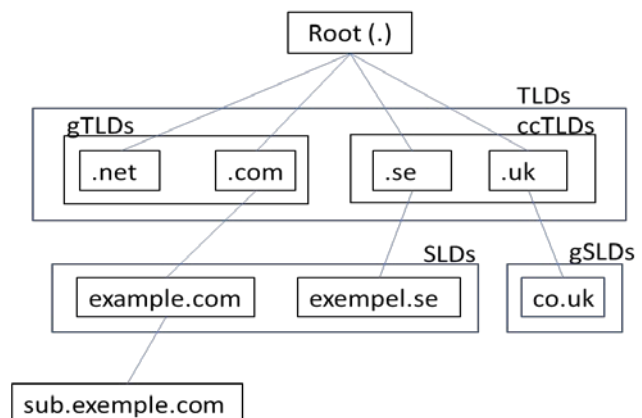 Root (.)
TLDs
gTLDs
ccTLDs
.net
.com
.se
.uk
SLDs
gSLDs
example.com
exempel.se
co.uk
sub.exemple.com